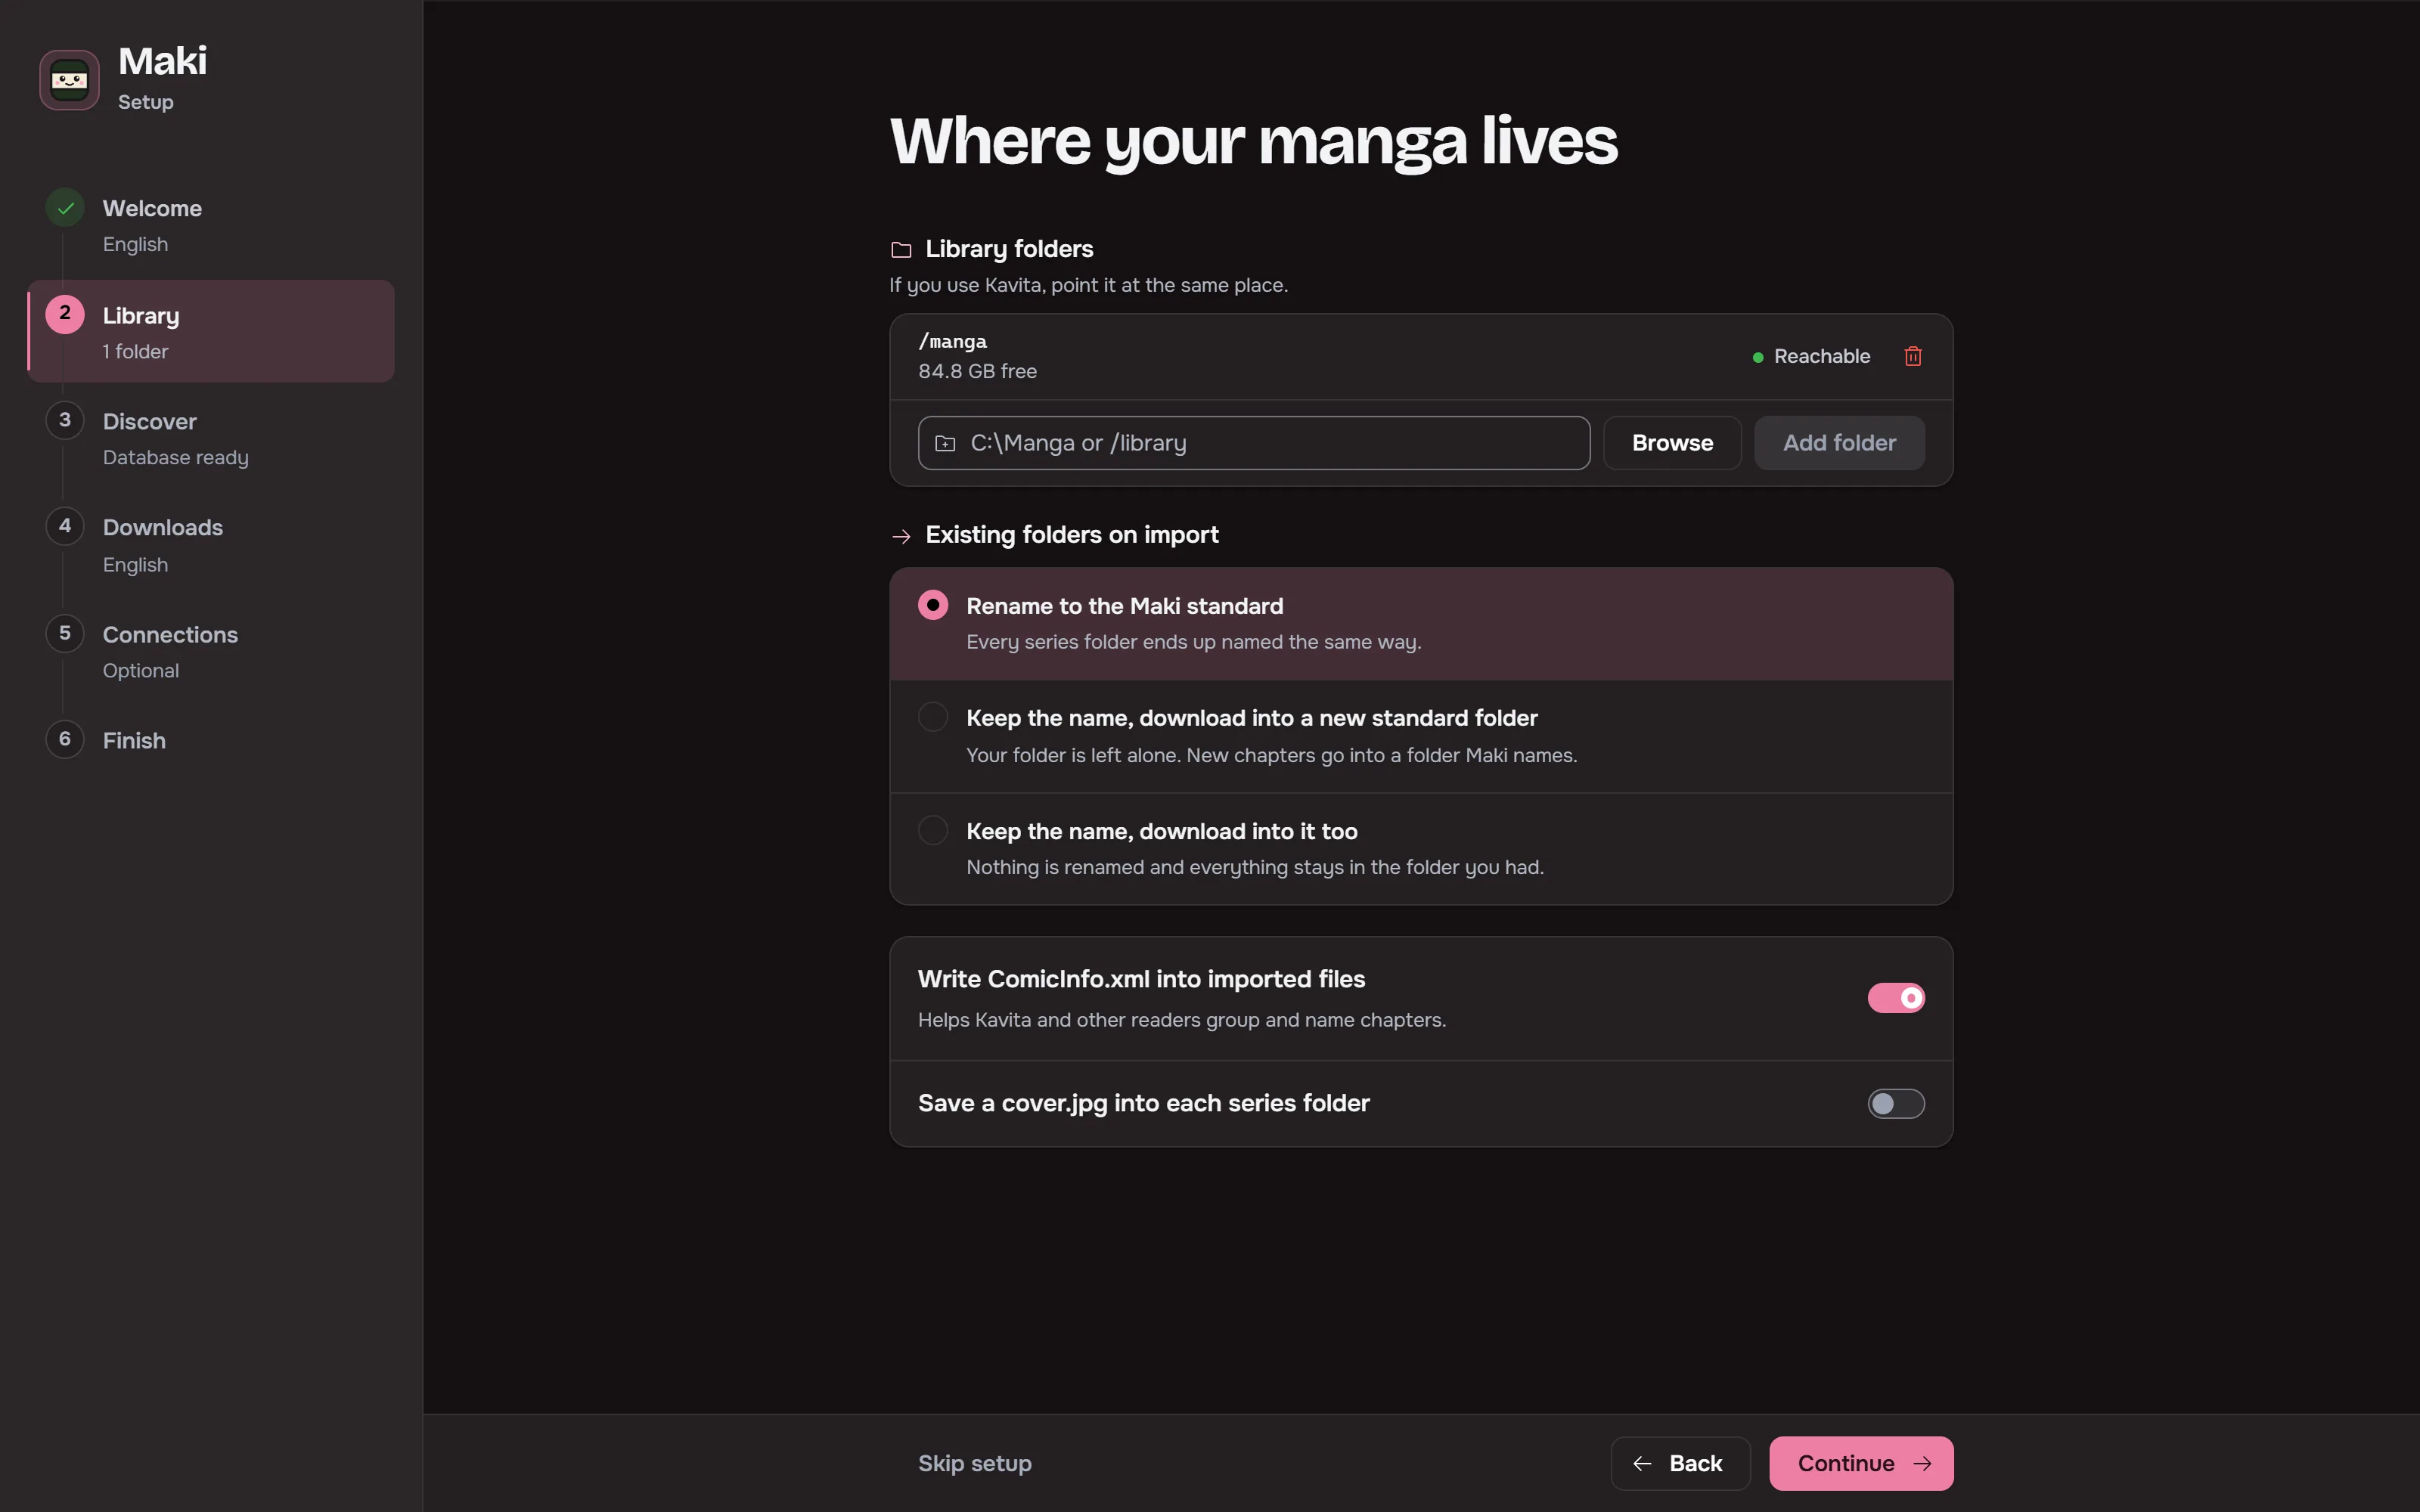 Maki
Setup
Welcome
English
2
Library
1 folder
3
Discover
Database ready
4
Downloads
English
5
Connections
Optional
6
Finish
Where your manga lives
Library folders
If you use Kavita, point it at the same place.
/manga
84.8 GB free
Reachable
C:\Manga or /library
Browse
Add folder
Existing folders on import
Rename to the Maki standard
Every series folder ends up named the same way.
Keep the name, download into a new standard folder
Your folder is left alone. New chapters go into a folder Maki names.
Keep the name, download into it too
Nothing is renamed and everything stays in the folder you had.
Write ComicInfo.xml into imported files
Helps Kavita and other readers group and name chapters.
Save a cover.jpg into each series folder
Skip setup
Back
Continue